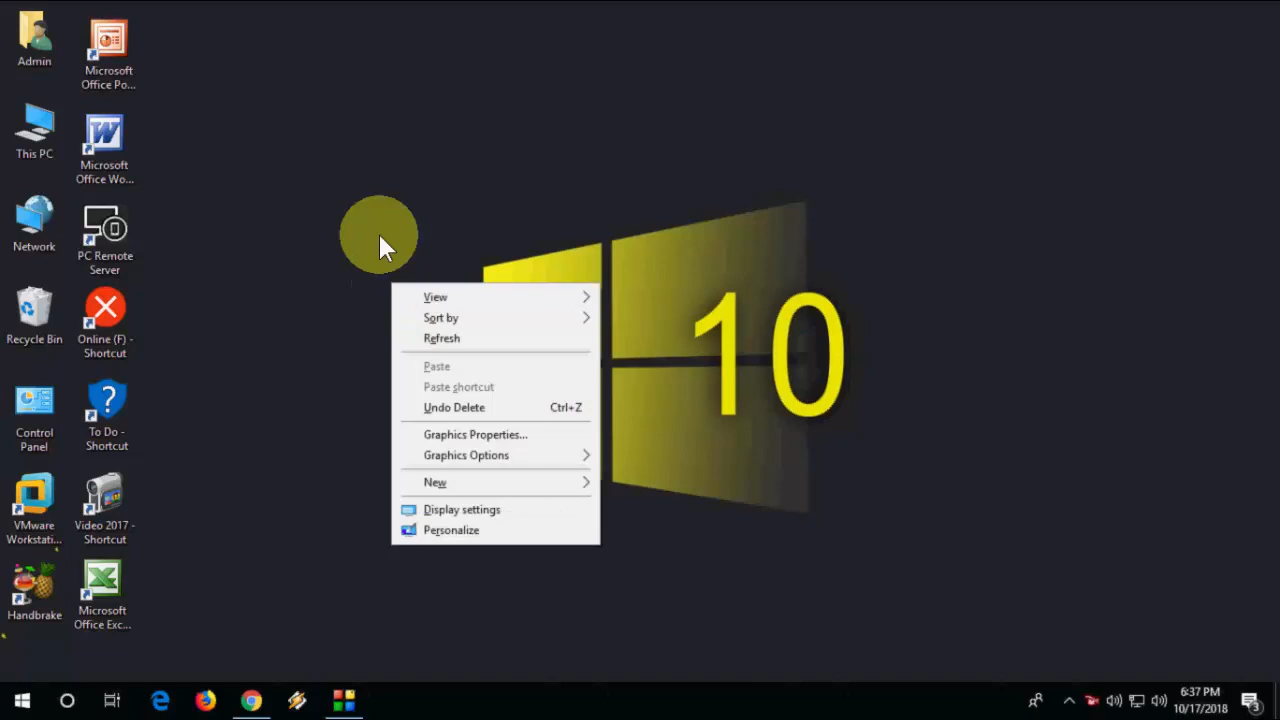 Admin
Microsoft
Office Po...
This PC
Microsoft
Office Wo...
Network
PC Remote
Server
Recycle Bin
Online (F) -
Shortcut
Control
Panel
To Do -
Shortcut
VMware
Workstati...
Video 2017 -
Shortcut
Handbrake
Microsoft
Office Exc...
View
Sort by
Refresh
Paste
Paste shortcut
Undo Delete Ctrl+Z
Graphics Properties...
Graphics Options
New
Display settings
Personalize
10
6:37 PM
10/17/2018
3